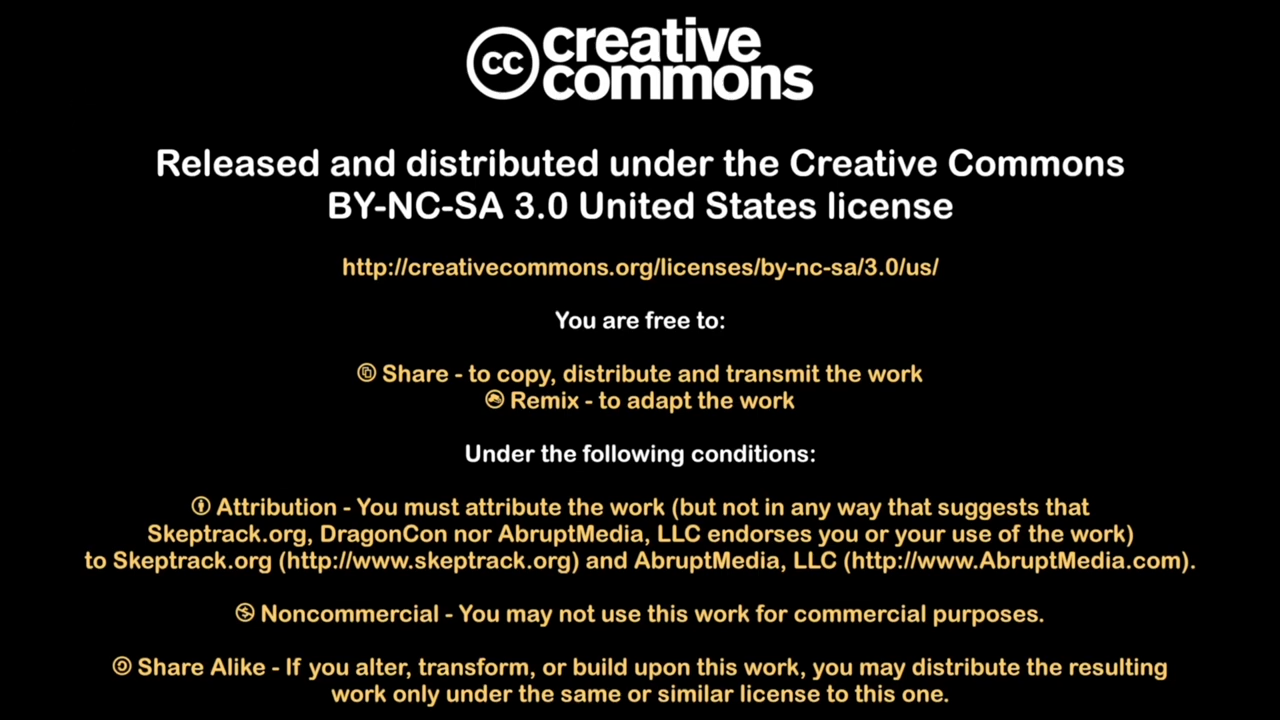 cc creative
commons
Released and distributed under the Creative Commons
BY-NC-SA 3.0 United States license
http://creativecommons.org/licenses/by-nc-sa/3.0/us/
You are free to:
Share - to copy, distribute and transmit the work
Remix - to adapt the work
Under the following conditions:
Attribution - You must attribute the work (but not in any way that suggests that
Skeptrack.org, DragonCon nor AbruptMedia, LLC endorses you or your use of the work)
to Skeptrack.org (http://www.skeptrack.org) and AbruptMedia, LLC (http://www.AbruptMedia.com).
Noncommercial - You may not use this work for commercial purposes.
Share Alike - If you alter, transform, or build upon this work, you may distribute the resulting
work only under the same or similar license to this one.